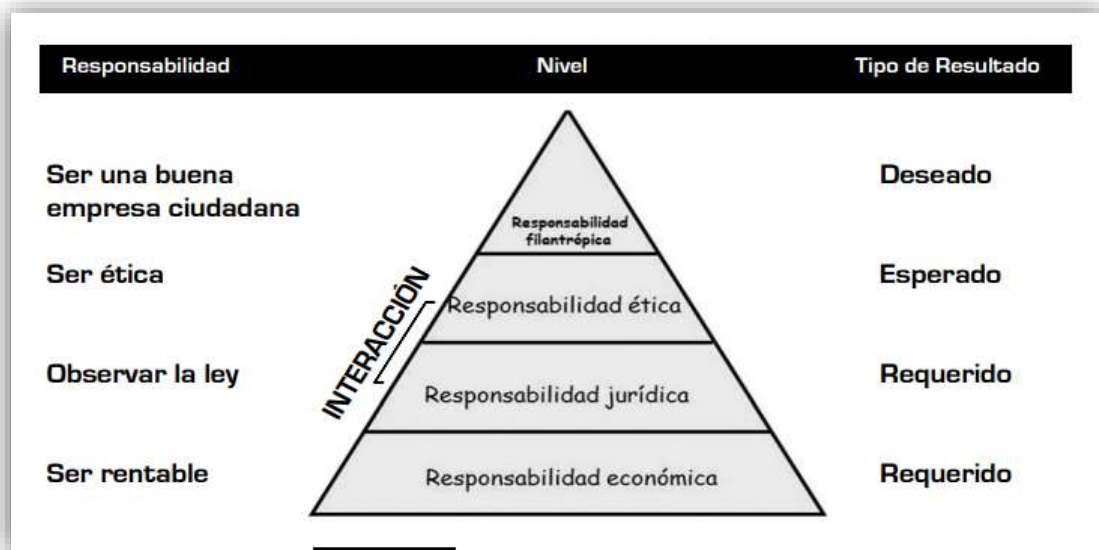 Responsabilidad Nivel Tipo de Resultado
Ser una buena
empresa ciudadana
Responsabilidad
filantrópica
Deseado
Ser ética
Responsabilidad ética
Esperado
INTERACCIÓN
Observar la ley
Responsabilidad jurídica
Requerido
Ser rentable
Responsabilidad económica
Requerido